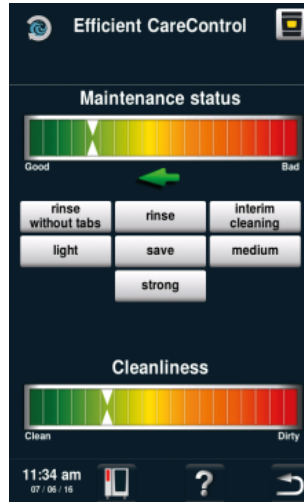 Efficient CareControl
Maintenance status
Good Bad
rinse without tabs
rinse
interim cleaning
light
save
medium
strong
Cleanliness
Clean Dirty
11:34 am
07 / 06 / 16
?